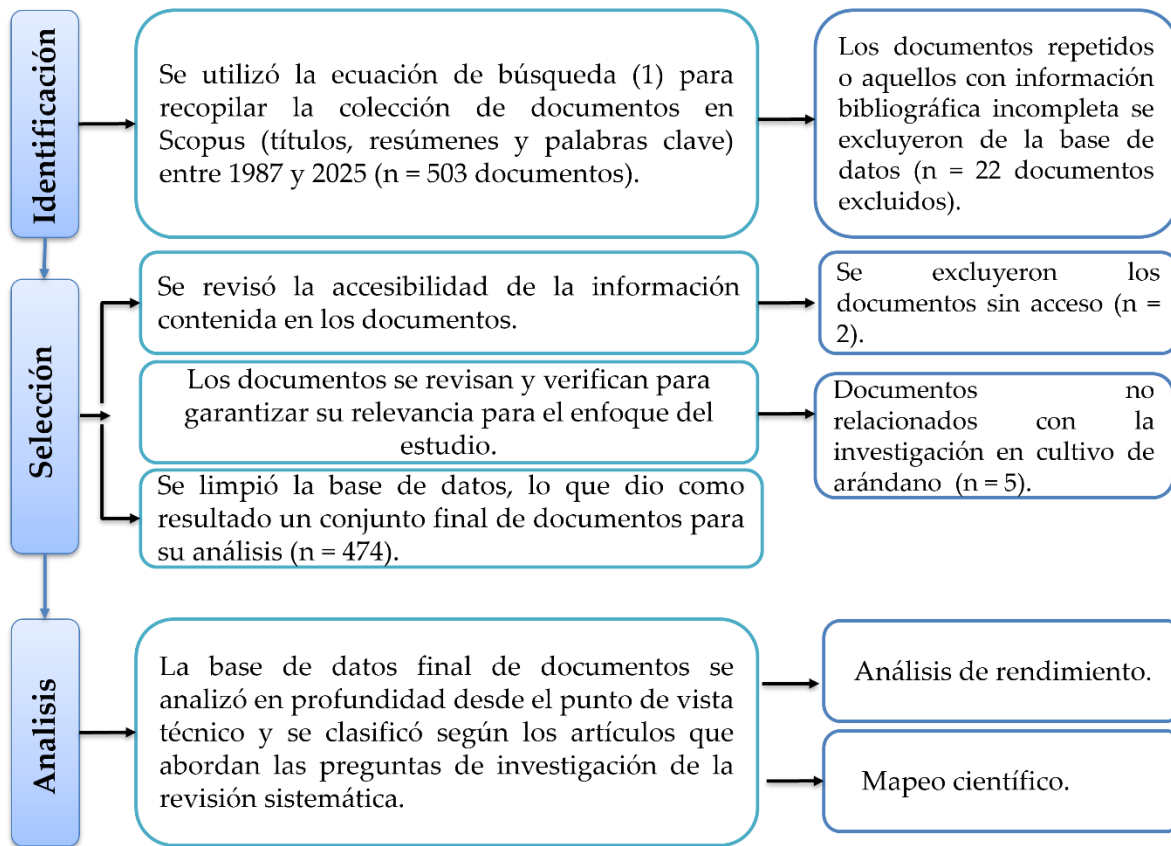 Identificación
Se utilizó la ecuación de búsqueda (1) para
recopilar la colección de documentos en
Scopus (títulos, resúmenes y palabras clave)
entre 1987 y 2025 (n = 503 documentos).
Los documentos repetidos
o aquellos con información
bibliográfica incompleta se
excluyeron de la base de
datos (n = 22 documentos
excluidos).
Selección
Se revisó la accesibilidad de la información
contenida en los documentos.
Se excluyeron los
documentos sin acceso (n =
2).
Los documentos se revisan y verifican para
garantizar su relevancia para el enfoque del
estudio.
Documentos no
relacionados con la
investigación en cultivo de
arándano (n = 5).
Se limpió la base de datos, lo que dio como
resultado un conjunto final de documentos para
su análisis (n = 474).
Analisis
La base de datos final de documentos se
analizó en profundidad desde el punto de vista
técnico y se clasificó según los artículos que
abordan las preguntas de investigación de la
revisión sistemática.
Análisis de rendimiento.
Mapeo científico.